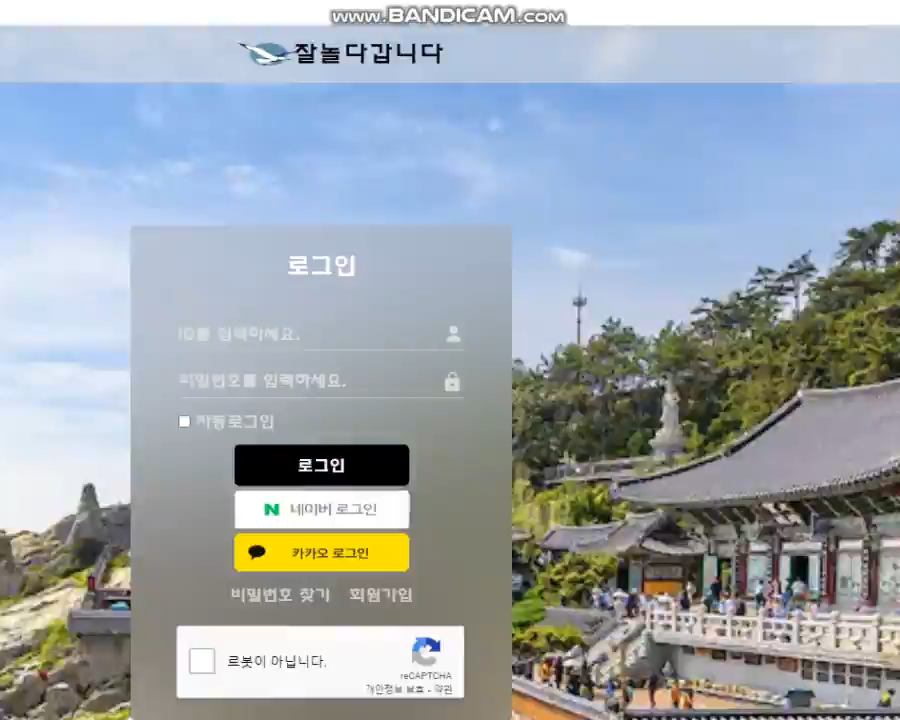 www.BANDICAM.com
잘놀다갑니다
로그인
ID를 입력하세요.
비밀번호를 입력하세요.
자동로그인
로그인
N 네이버 로그인
카카오 로그인
비밀번호 찾기 회원가입
로봇이 아닙니다.
reCAPTCHA
개인정보 보호 - 약관